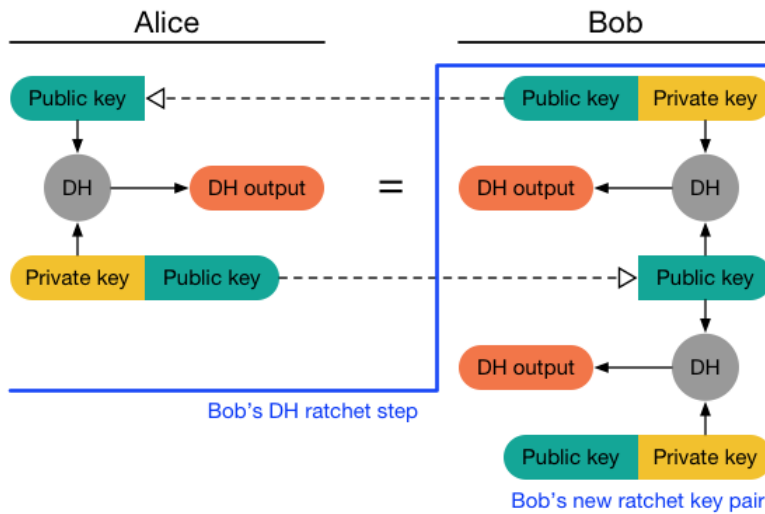 Alice
Bob
Public key
Public key
Private key
DH
DH output
=
DH output
DH
Private key
Public key
Public key
DH output
DH
Bob's DH ratchet step
Public key
Private key
Bob's new ratchet key pair